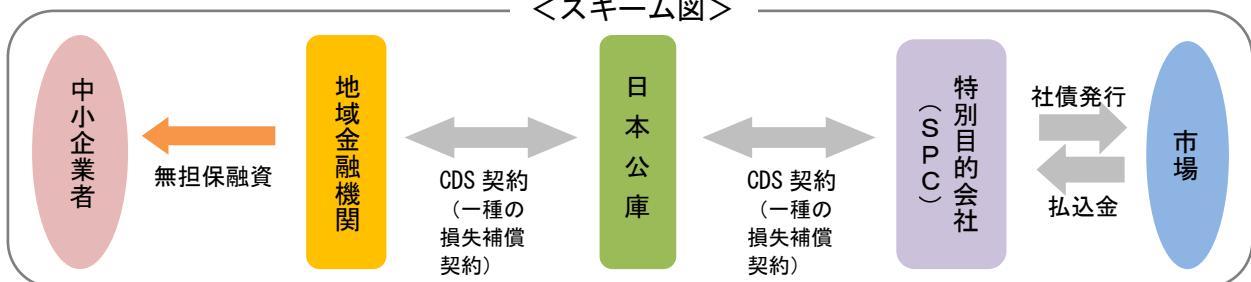 ＜スキーム図＞
中小企業者
無担保融資
地域金融機関
CDS 契約
（一種の
損失補償
契約）
日本公庫
CDS 契約
（一種の
損失補償
契約）
特別目的会社
（ＳＰＣ）
社債発行
払込金
市場